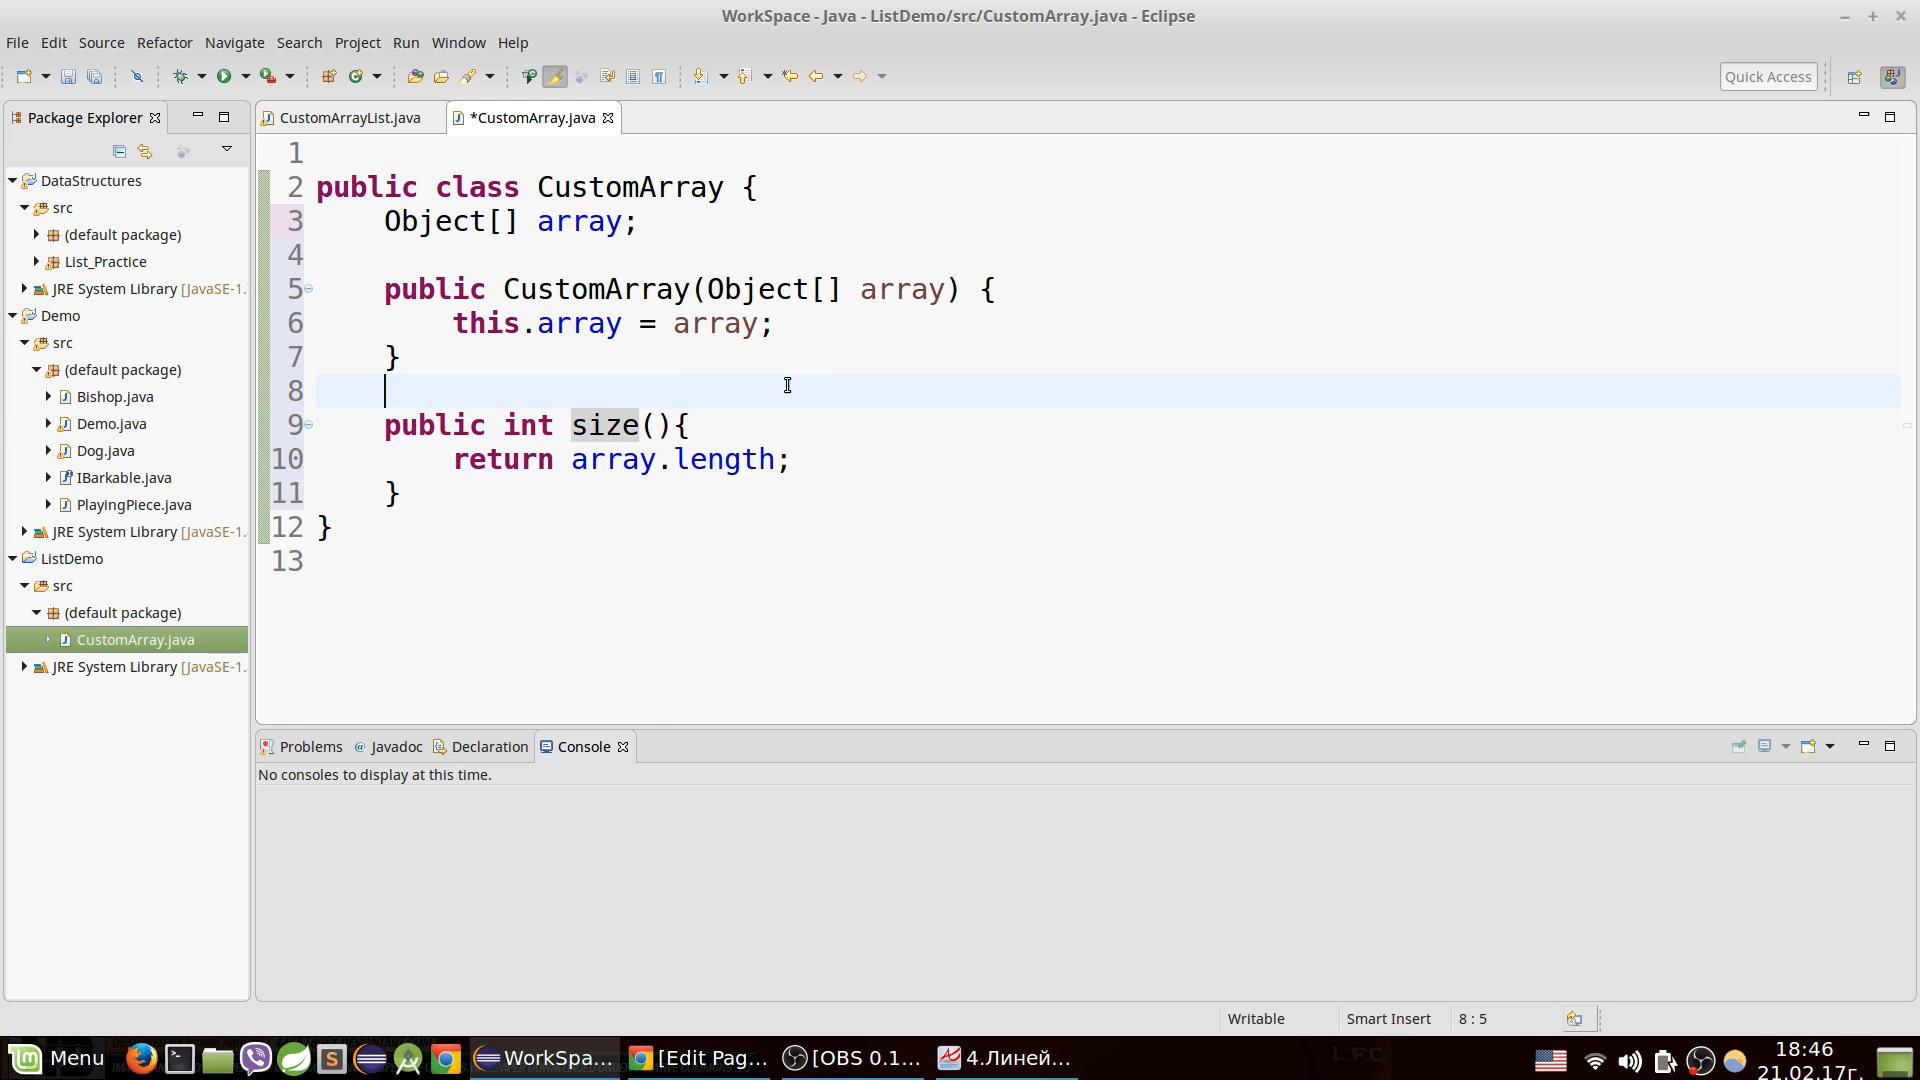 WorkSpace - Java - ListDemo/src/CustomArray.java - Eclipse
File Edit Source Refactor Navigate Search Project Run Window Help
Quick Access
Package Explorer
CustomArrayList.java
*CustomArray.java
DataStructures
src
(default package)
List_Practice
JRE System Library [JavaSE-1.
Demo
src
(default package)
Bishop.java
Demo.java
Dog.java
IBarkable.java
PlayingPiece.java
JRE System Library [JavaSE-1.
ListDemo
src
(default package)
CustomArray.java
JRE System Library [JavaSE-1.
1
2 public class CustomArray {
3 Object[] array;
4
5 public CustomArray(Object[] array) {
6 this.array = array;
7 }
8
9 public int size(){
10 return array.length;
11 }
12 }
13
Problems @ Javadoc Declaration Console
No consoles to display at this time.
Writable Smart Insert 8 : 5
Menu WorkSpa... [Edit Pag... [OBS 0.1... 4.Линей...
18:46
21.02.17г.